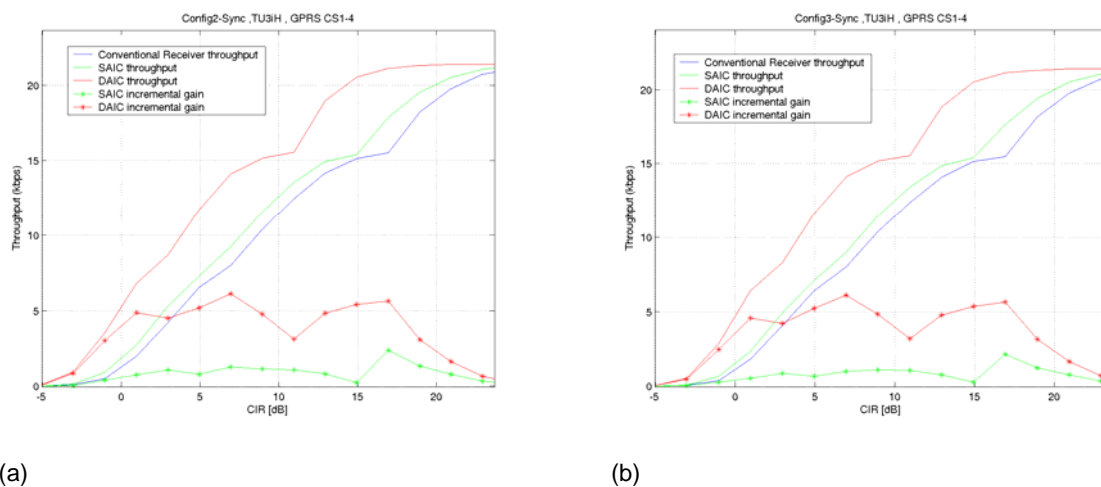 Config2-Sync ,TU3iH , GPRS CS1-4
Conventional Receiver throughput
SAIC throughput
DAIC throughput
SAIC incremental gain
DAIC incremental gain
Throughput (kbps)
20
15
10
5
0
-5 0 5 10 15 20
CIR [dB]
(a)
Config3-Sync ,TU3iH , GPRS CS1-4
Conventional Receiver throughput
SAIC throughput
DAIC throughput
SAIC incremental gain
DAIC incremental gain
Throughput (kbps)
20
15
10
5
0
-5 0 5 10 15 20
CIR [dB]
(b)